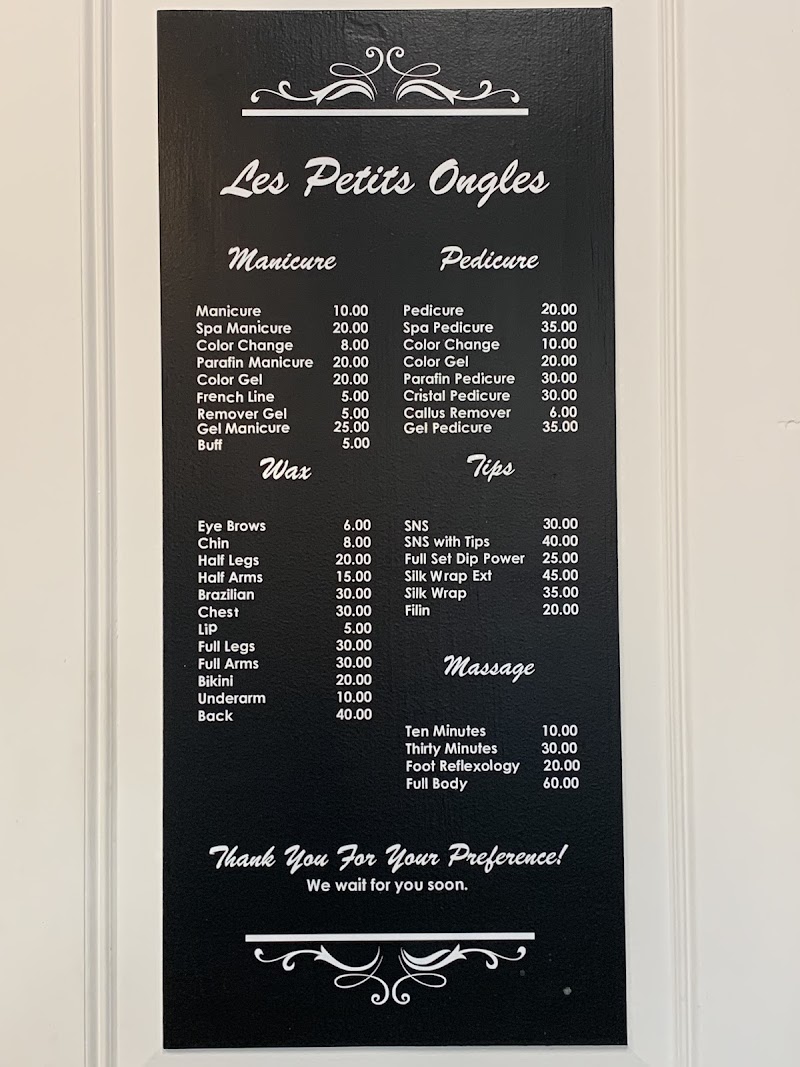 Les Petits Ongles
Manicure
Manicure 10.00
Spa Manicure 20.00
Color Change 8.00
Parafin Manicure 20.00
Color Gel 20.00
French Line 5.00
Remover Gel 5.00
Gel Manicure 25.00
Buff 5.00
Pedicure
Pedicure 20.00
Spa Pedicure 35.00
Color Change 10.00
Color Gel 20.00
Parafin Pedicure 30.00
Cristal Pedicure 30.00
Callus Remover 6.00
Gel Pedicure 35.00
Wax
Eye Brows 6.00
Chin 8.00
Half Legs 20.00
Half Arms 15.00
Brazilian 30.00
Chest 30.00
Lip 5.00
Full Legs 30.00
Full Arms 30.00
Bikini 20.00
Underarm 10.00
Back 40.00
Tips
SNS 30.00
SNS with Tips 40.00
Full Set Dip Power 25.00
Silk Wrap Ext 45.00
Silk Wrap 35.00
Filin 20.00
Massage
Ten Minutes 10.00
Thirty Minutes 30.00
Foot Reflexology 20.00
Full Body 60.00
Thank You For Your Preference!
We wait for you soon.